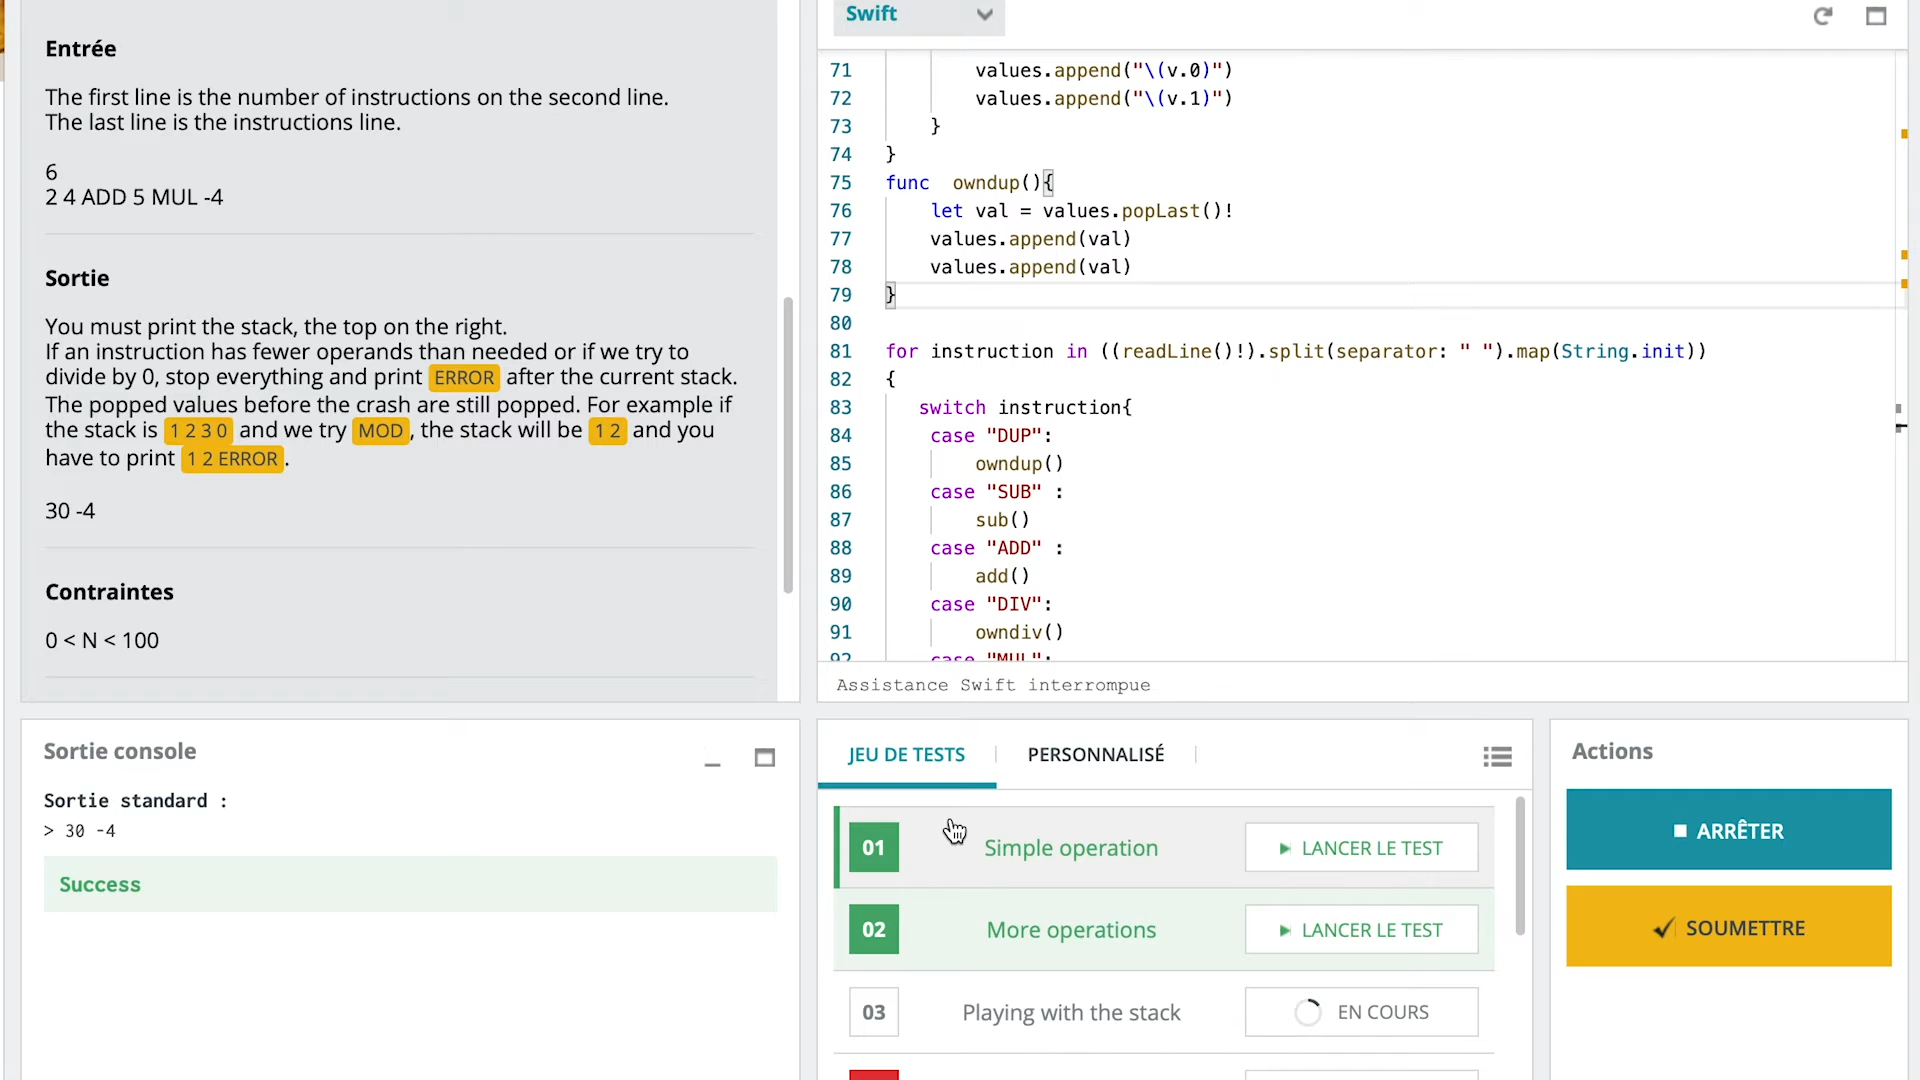 Entrée
The first line is the number of instructions on the second line.
The last line is the instructions line.
6
2 4 ADD 5 MUL -4
Sortie
You must print the stack, the top on the right.
If an instruction has fewer operands than needed or if we try to
divide by 0, stop everything and print ERROR after the current stack.
The popped values before the crash are still popped. For example if
the stack is 1 2 3 0 and we try MOD, the stack will be 1 2 and you
have to print 1 2 ERROR.
30 -4
Contraintes
0 < N < 100
Swift
71 values.append("\(v.0)")
72 values.append("\(v.1)")
73 }
74 }
75 func  owndup(){
76 let val = values.popLast()!
77 values.append(val)
78 values.append(val)
79 }
80
81 for instruction in ((readLine()!).split(separator: " ").map(String.init))
82 {
83 switch instruction{
84 case "DUP":
85 owndup()
86 case "SUB" :
87 sub()
88 case "ADD" :
89 add()
90 case "DIV":
91 owndiv()
92 case "MUL":
Assistance Swift interrompue
Sortie console
Sortie standard :
> 30 -4
Success
JEU DE TESTS
PERSONNALISÉ
01 Simple operation LANCER LE TEST
02 More operations LANCER LE TEST
03 Playing with the stack EN COURS
Actions
ARRÊTER
SOUMETTRE